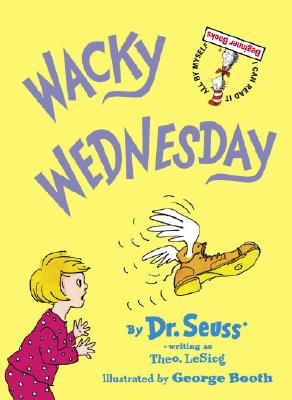 WACKY
WEDNESDAY
I CAN READ IT ALL BY MYSELF
Beginner Books
By Dr. Seuss*
*writing as
Theo. LeSieg
Illustrated by George Booth